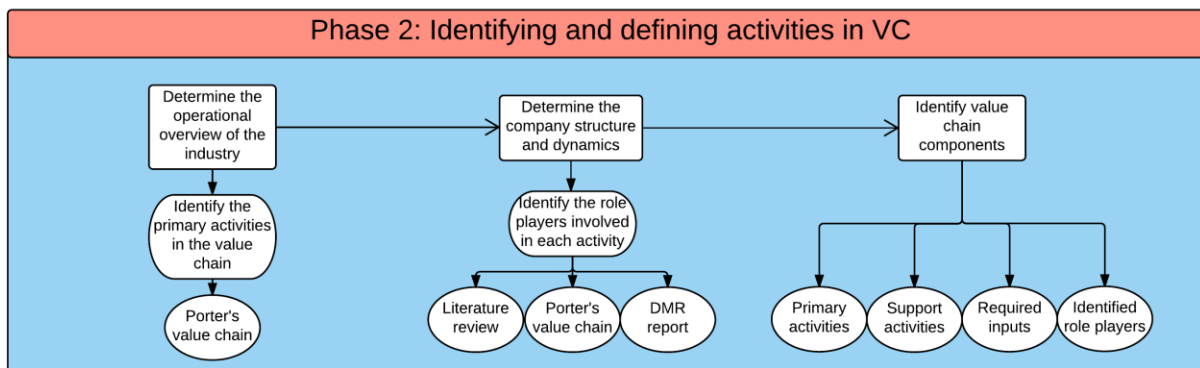 Phase 2: Identifying and defining activities in VC
Determine the
operational
overview of the
industry
Determine the
company structure
and dynamics
Identify value
chain
components
Identify the
primary activities
in the value
chain
Identify the role
players involved
in each activity
Porter's
value chain
Literature
review
Porter's
value chain
DMR
report
Primary
activities
Support
activities
Required
inputs
Identified
role players